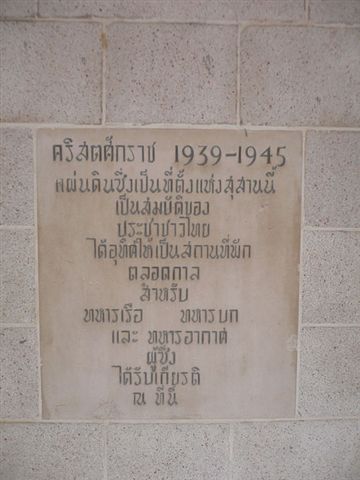 คริสตศักราช 1939-1945
แผ่นดินซึ่งเป็นที่ตั้งแห่งสุสานนี้
เป็นสมบัติของ
ประชาชาวไทย
ได้อุทิศให้เป็นสถานที่พัก
ตลอดกาล
สำหรับ
ทหารเรือ ทหารบก
และ ทหารอากาศ
ผู้ซึ่ง
ได้รับเกียรติ
ณ ที่นี้